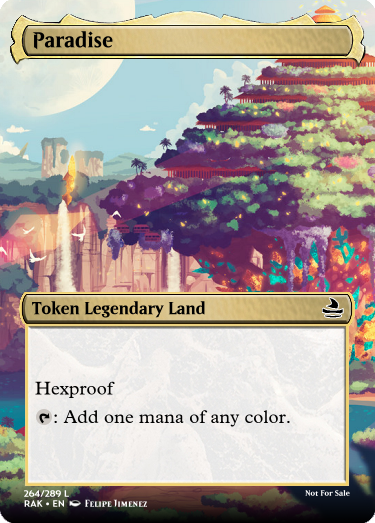 Paradise
Token Legendary Land
Hexproof
: Add one mana of any color.
264/289 L
Not For Sale
RAK • EN Felipe Jimenez